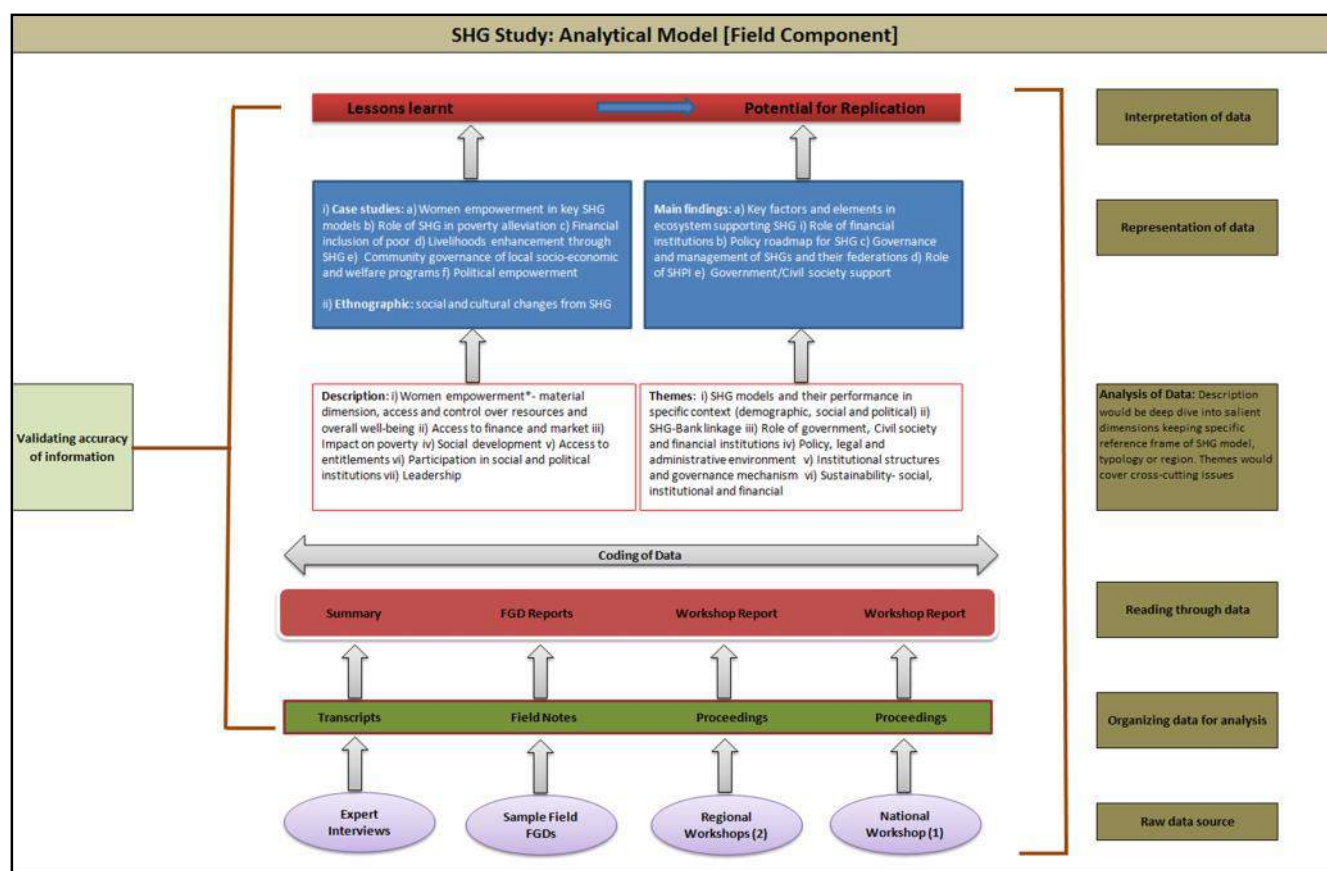 SHG Study: Analytical Model [Field Component]
Lessons learnt
Potential for Replication
Interpretation of data
i) Case studies: a) Women empowerment in key SHG
models b) Role of SHG in poverty alleviation c) Financial
inclusion of poor d) Livelihoods enhancement through
SHG e) Community governance of local socio-economic
and welfare programs f) Political empowerment
ii) Ethnographic: social and cultural changes from SHG
Main findings: a) Key factors and elements in
ecosystem supporting SHG i) Role of financial
institutions b) Policy roadmap for SHG c) Governance
and management of SHGs and their federations d) Role
of SHPI e) Government/Civil society support
Representation of data
Validating accuracy
of information
Description: i) Women empowerment*- material
dimension, access and control over resources and
overall well-being ii) Access to finance and market iii)
Impact on poverty iv) Social development v) Access to
entitlements vi) Participation in social and political
institutions vii) Leadership
Themes: i) SHG models and their performance in
specific context (demographic, social and political) ii)
SHG-Bank linkage iii) Role of government, Civil society
and financial institutions iv) Policy, legal and
administrative environment v) Institutional structures
and governance mechanism vi) Sustainability- social,
institutional and financial
Analysis of Data: Description
would be deep dive into salient
dimensions keeping specific
reference frame of SHG model,
typology or region. Themes would
cover cross-cutting issues
Coding of Data
Summary
FGD Reports
Workshop Report
Workshop Report
Reading through data
Transcripts
Field Notes
Proceedings
Proceedings
Organizing data for analysis
Expert
Interviews
Sample Field
FGDs
Regional
Workshops (2)
National
Workshop (1)
Raw data source